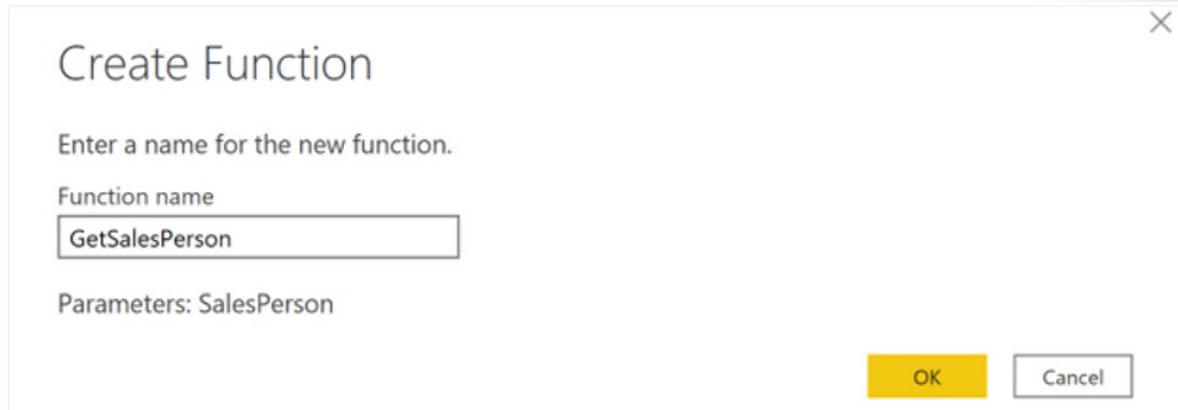 Create Function
Enter a name for the new function.
Function name
GetSalesPerson
Parameters: SalesPerson
OK Cancel